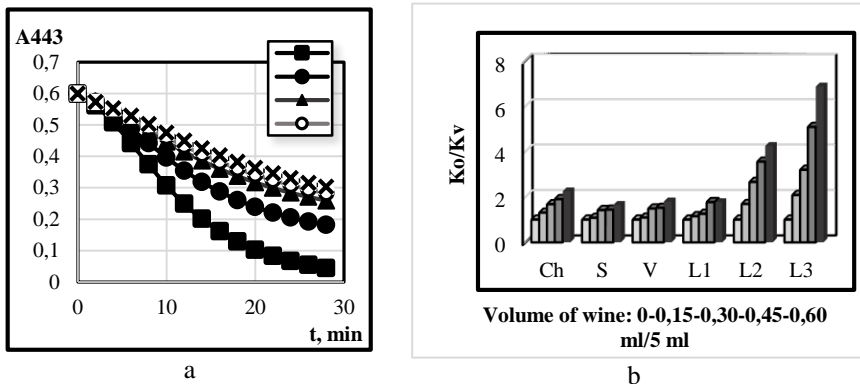 A443
0,7
0,6
0,5
0,4
0,3
0,2
0,1
0
0 10 20 30
t, min
a
8
6
4
2
0
Ko/Kv
Ch S V L1 L2 L3
Volume of wine: 0-0,15-0,30-0,45-0,60
ml/5 ml
b